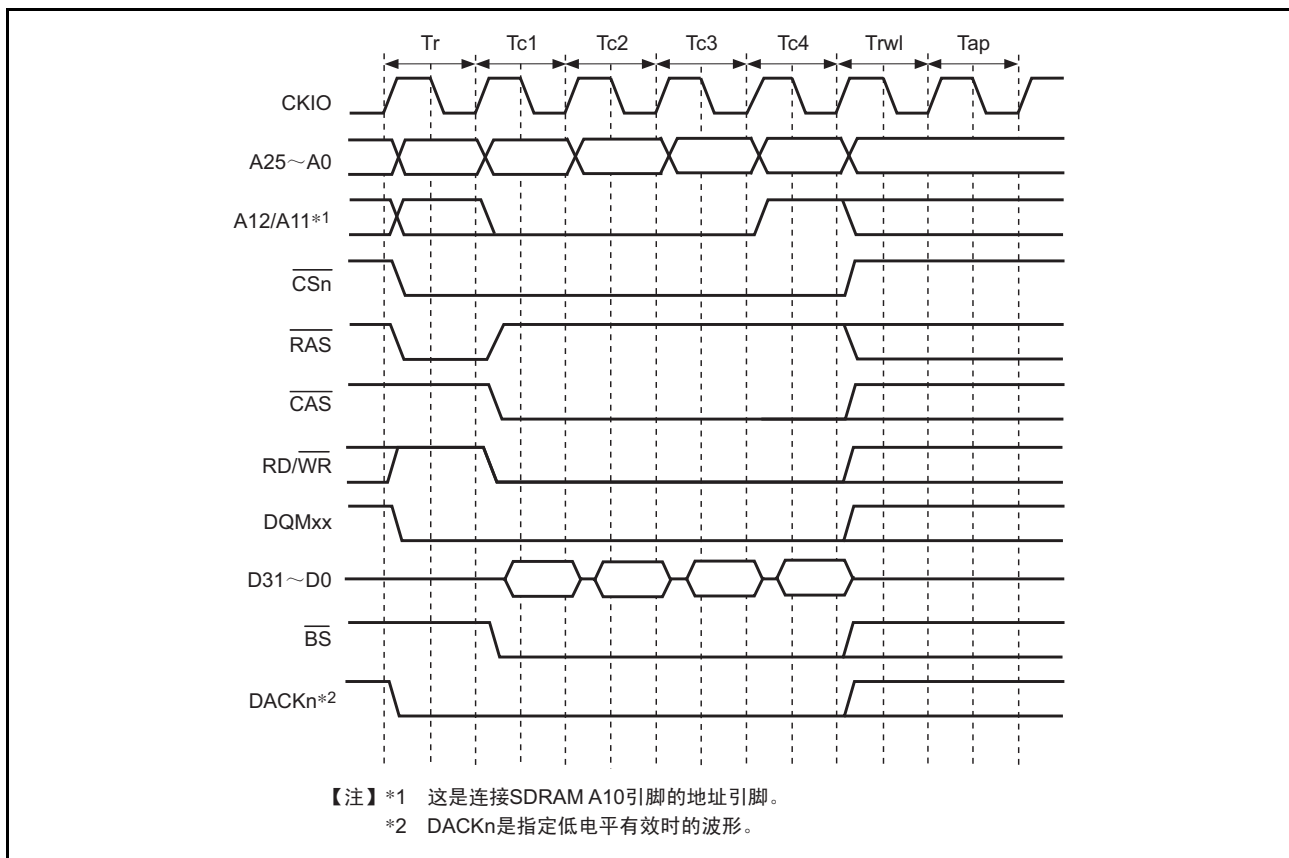 Tr Tc1 Tc2 Tc3 Tc4 Trwl Tap
CKIO
A25～A0
A12/A11*1
CSn
RAS
CAS
RD/WR
DQMxx
D31～D0
BS
DACKn*2
【注】*1 这是连接SDRAM A10引脚的地址引脚。
*2 DACKn是指定低电平有效时的波形。